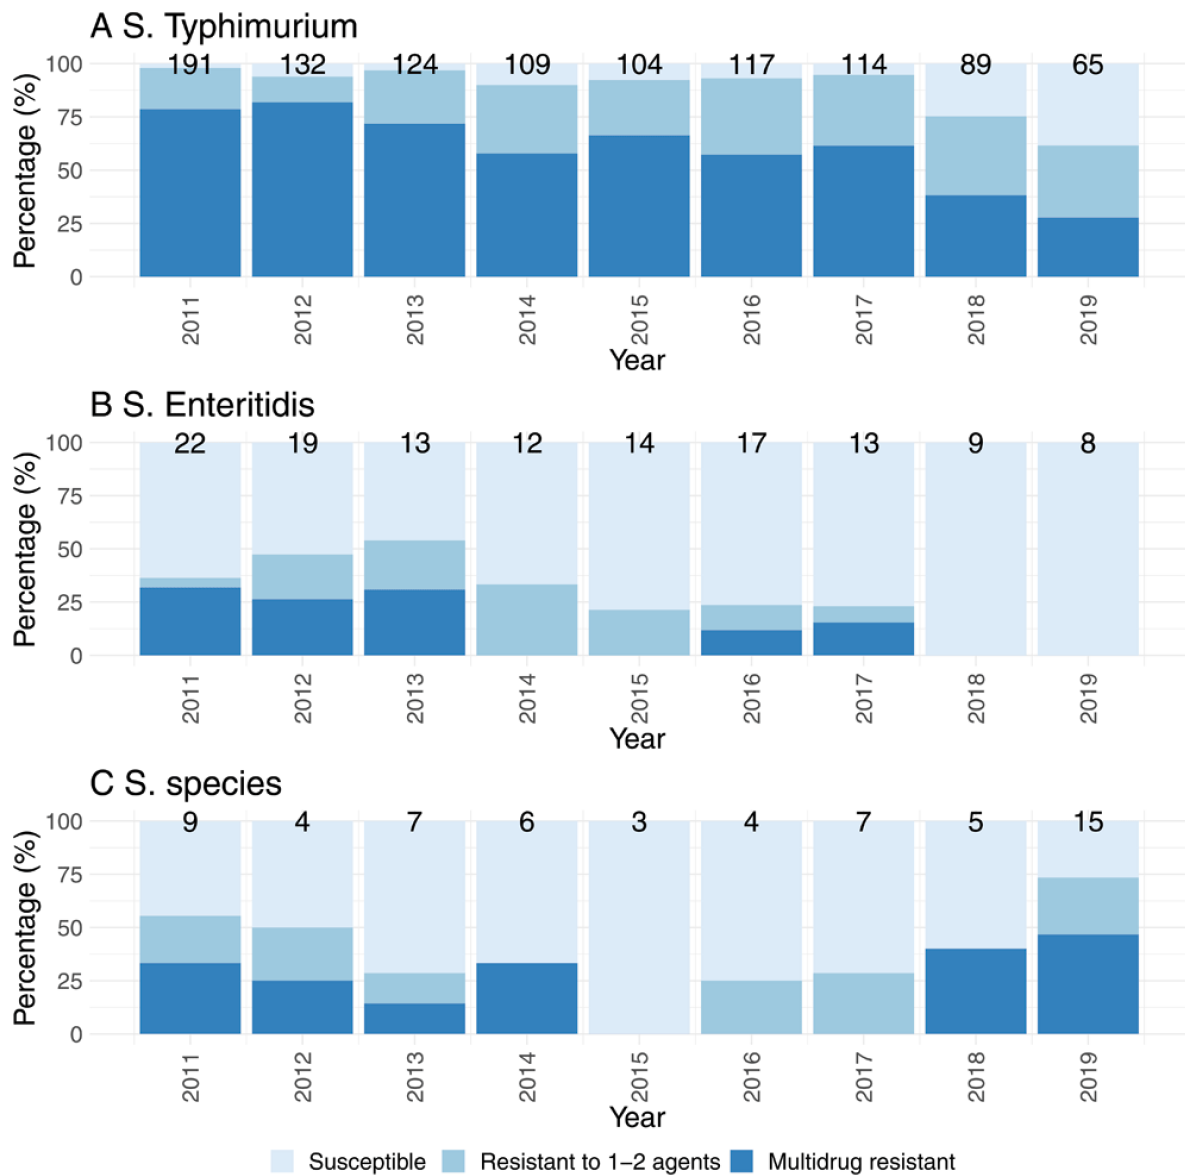 A S. Typhimurium
Percentage (%)
100
75
50
25
0
191 132 124 109 104 117 114 89 65
2011 2012 2013 2014 2015 2016 2017 2018 2019
Year
B S. Enteritidis
Percentage (%)
100
75
50
25
0
22 19 13 12 14 17 13 9 8
2011 2012 2013 2014 2015 2016 2017 2018 2019
Year
C S. species
Percentage (%)
100
75
50
25
0
9 4 7 6 3 4 7 5 15
2011 2012 2013 2014 2015 2016 2017 2018 2019
Year
Susceptible Resistant to 1−2 agents Multidrug resistant